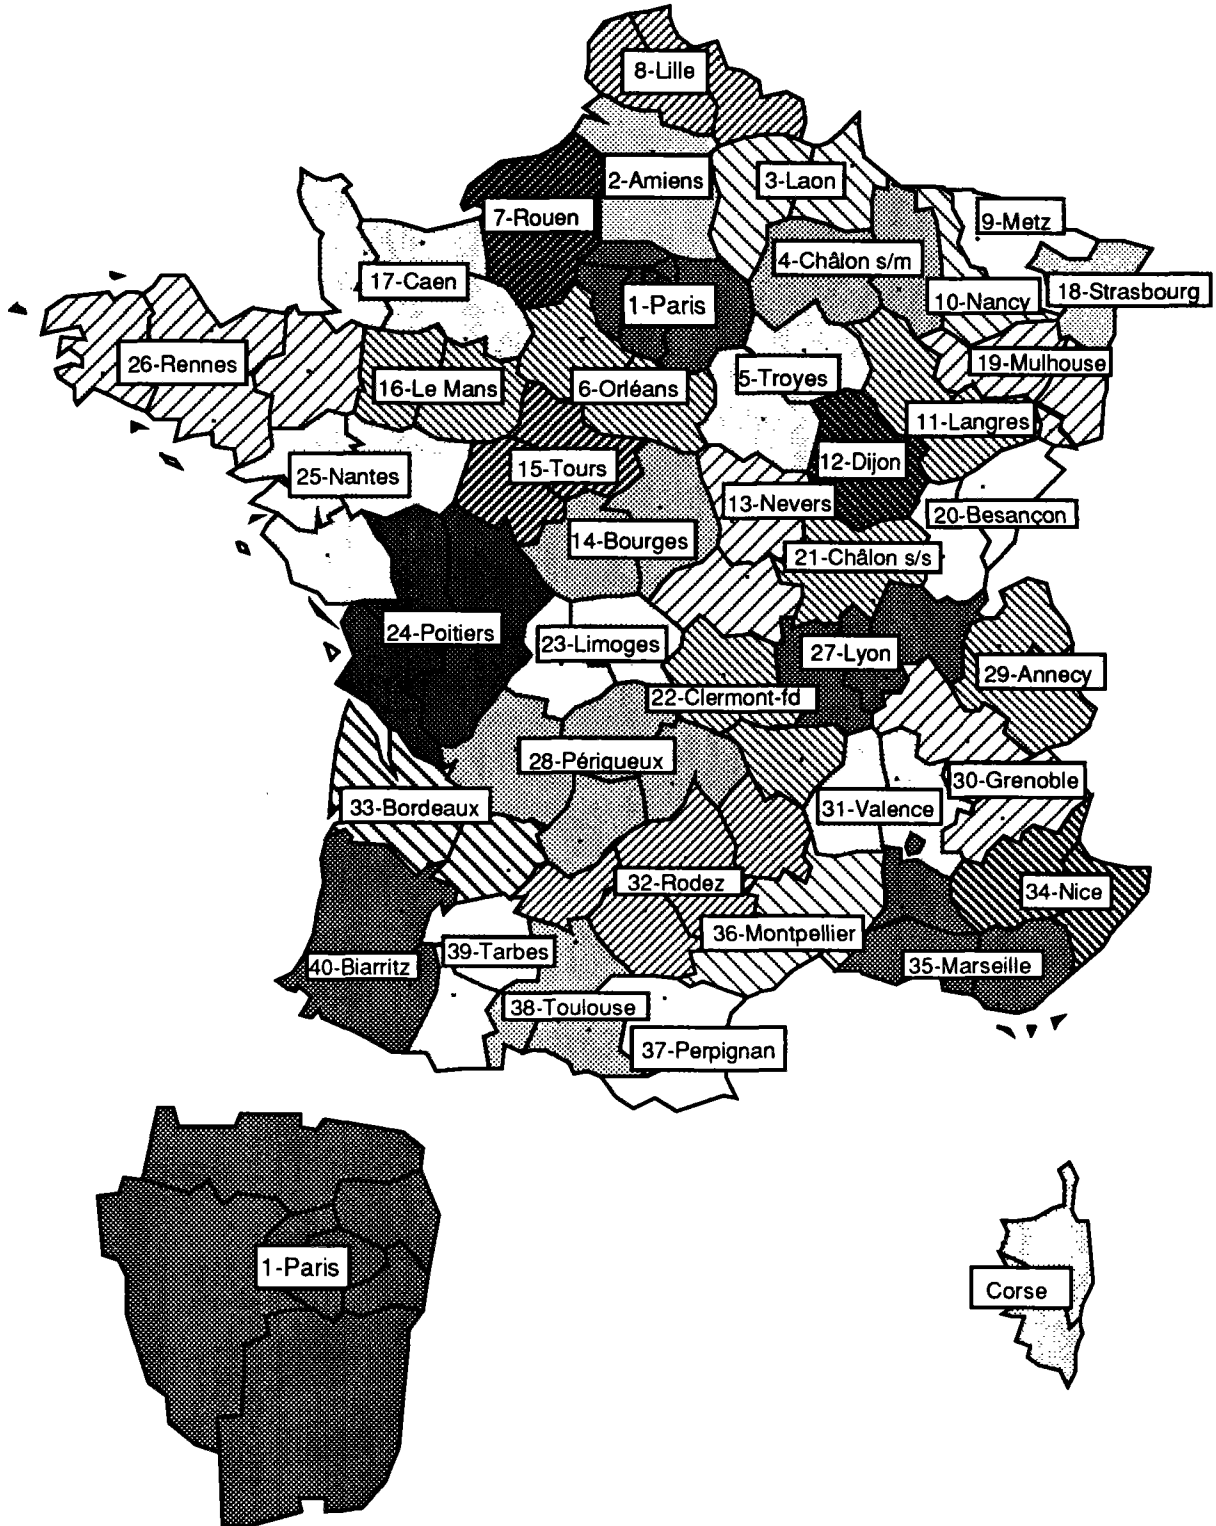 8-Lille
2-Amiens
3-Laon
7-Rouen
9-Metz
4-Châlon s/m
17-Caen
1-Paris
10-Nancy
18-Strasbourg
26-Rennes
16-Le Mans
6-Orléans
5-Troyes
19-Mulhouse
11-Langres
25-Nantes
15-Tours
12-Dijon
13-Nevers
20-Besançon
14-Bourges
21-Châlon s/s
24-Poitiers
23-Limoges
27-Lyon
29-Annecy
22-Clermont-fd
28-Périqueux
30-Grenoble
33-Bordeaux
31-Valence
32-Rodez
34-Nice
36-Montpellier
39-Tarbes
40-Biarritz
35-Marseille
38-Toulouse
37-Perpignan
1-Paris
Corse